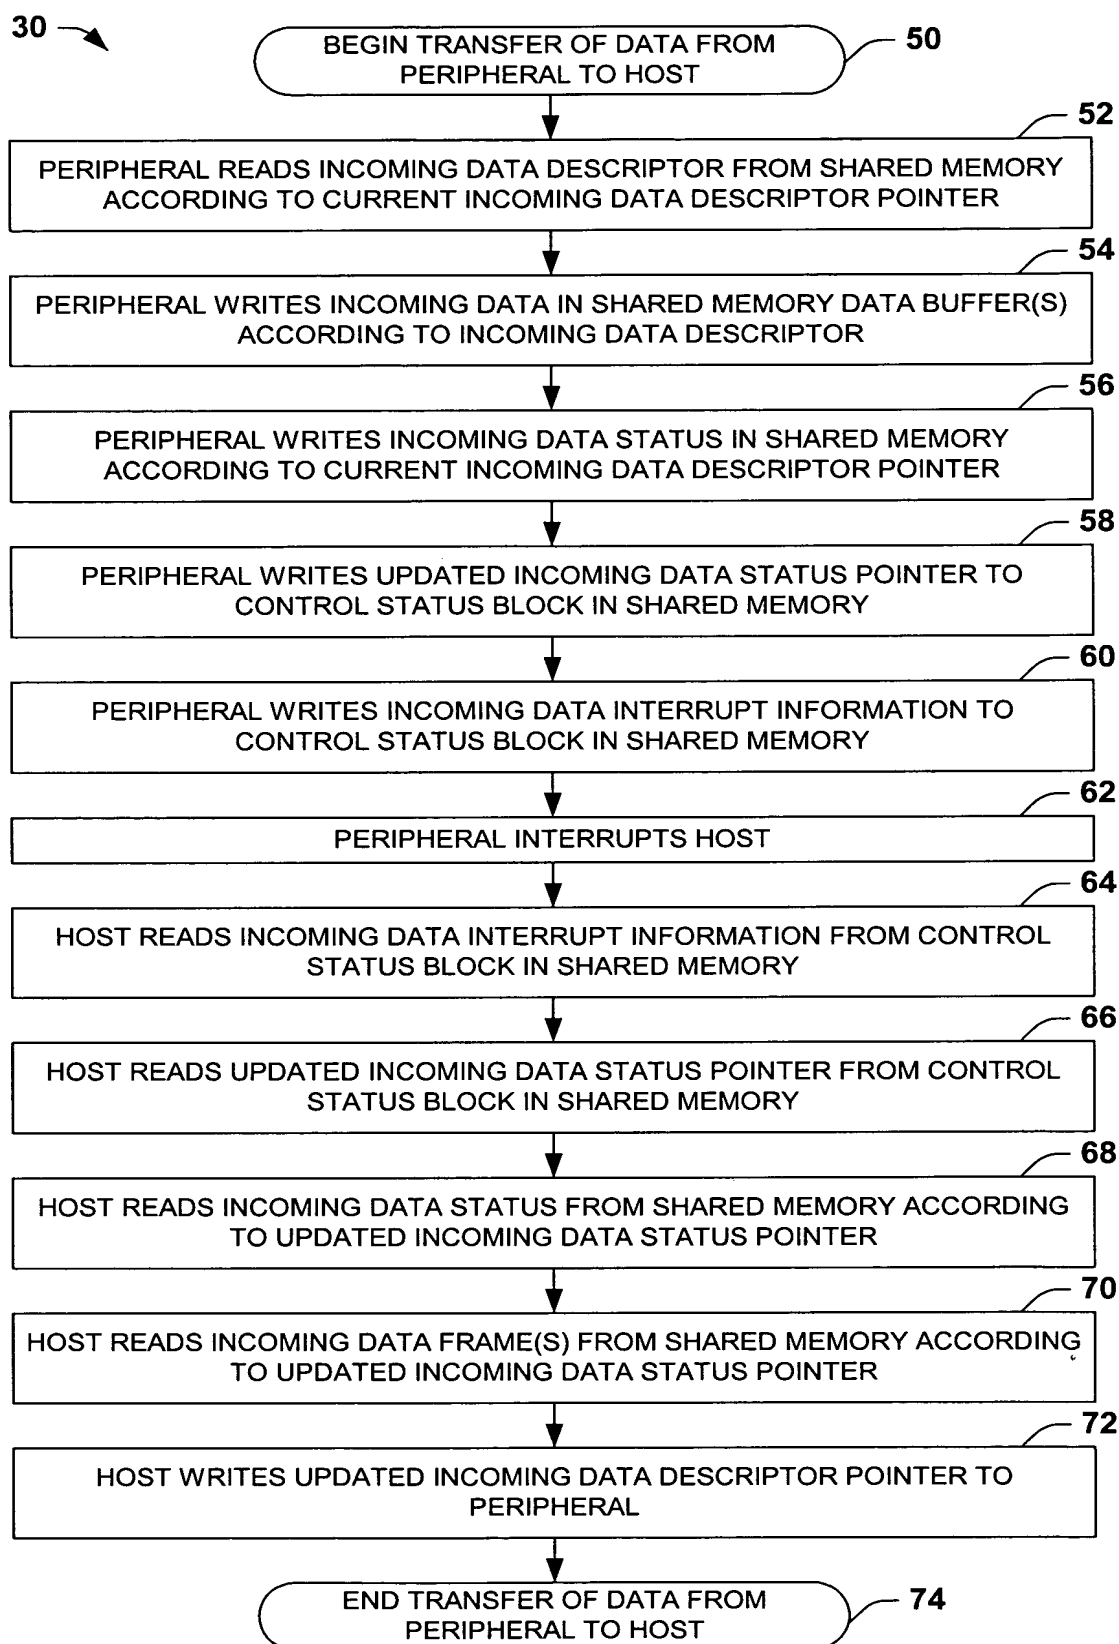 30
BEGIN TRANSFER OF DATA FROM
PERIPHERAL TO HOST
50
52
PERIPHERAL READS INCOMING DATA DESCRIPTOR FROM SHARED MEMORY
ACCORDING TO CURRENT INCOMING DATA DESCRIPTOR POINTER
54
PERIPHERAL WRITES INCOMING DATA IN SHARED MEMORY DATA BUFFER(S)
ACCORDING TO INCOMING DATA DESCRIPTOR
56
PERIPHERAL WRITES INCOMING DATA STATUS IN SHARED MEMORY
ACCORDING TO CURRENT INCOMING DATA DESCRIPTOR POINTER
58
PERIPHERAL WRITES UPDATED INCOMING DATA STATUS POINTER TO
CONTROL STATUS BLOCK IN SHARED MEMORY
60
PERIPHERAL WRITES INCOMING DATA INTERRUPT INFORMATION TO
CONTROL STATUS BLOCK IN SHARED MEMORY
62
PERIPHERAL INTERRUPTS HOST
64
HOST READS INCOMING DATA INTERRUPT INFORMATION FROM CONTROL
STATUS BLOCK IN SHARED MEMORY
66
HOST READS UPDATED INCOMING DATA STATUS POINTER FROM CONTROL
STATUS BLOCK IN SHARED MEMORY
68
HOST READS INCOMING DATA STATUS FROM SHARED MEMORY ACCORDING
TO UPDATED INCOMING DATA STATUS POINTER
70
HOST READS INCOMING DATA FRAME(S) FROM SHARED MEMORY ACCORDING
TO UPDATED INCOMING DATA STATUS POINTER
72
HOST WRITES UPDATED INCOMING DATA DESCRIPTOR POINTER TO
PERIPHERAL
END TRANSFER OF DATA FROM
PERIPHERAL TO HOST
74